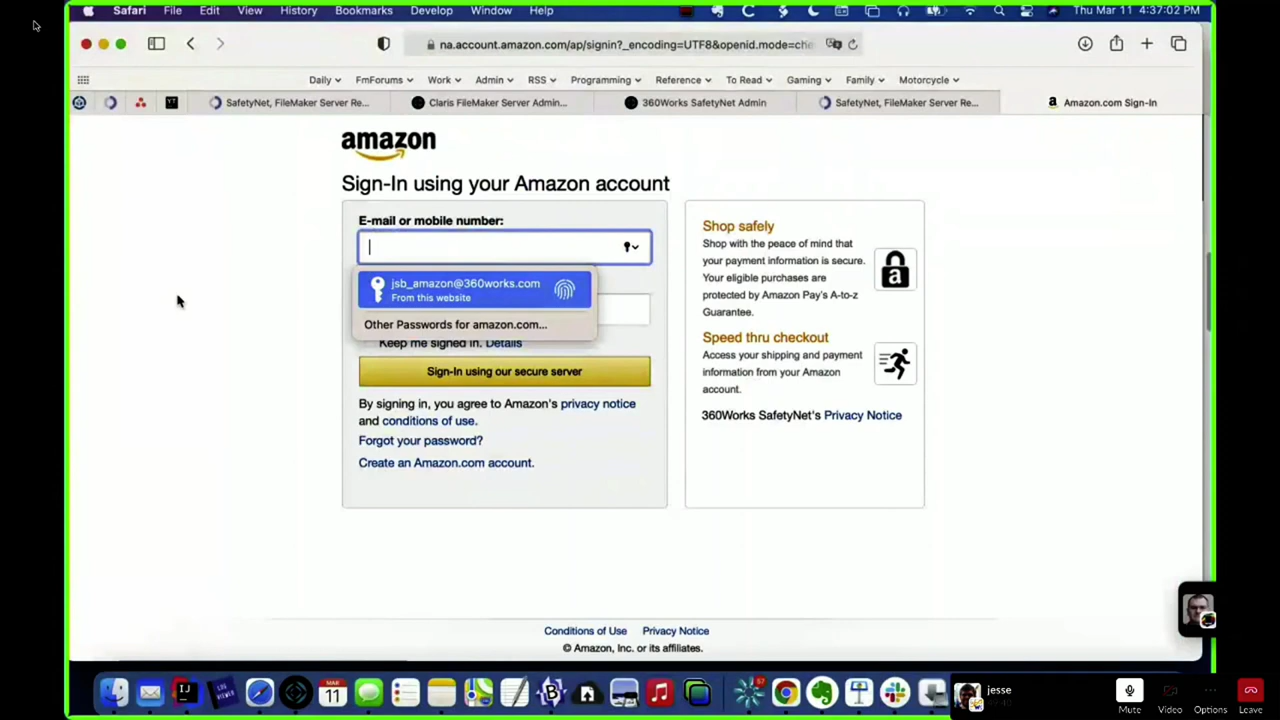 Safari File Edit View History Bookmarks Develop Window Help
Thu Mar 11 4:37:02 PM
na.account.amazon.com/ap/signin?_encoding=UTF8&openid.mode=che
Daily FmForums Work Admin RSS Programming Reference To Read Gaming Family Motorcycle
SafetyNet, FileMaker Server Re... Claris FileMaker Server Admin... 360Works SafetyNet Admin SafetyNet, FileMaker Server Re... Amazon.com Sign-In
amazon
Sign-In using your Amazon account
E-mail or mobile number:
jsb_amazon@360works.com
From this website
Other Passwords for amazon.com...
Keep me signed in. Details
Sign-In using our secure server
By signing in, you agree to Amazon's privacy notice
and conditions of use.
Forgot your password?
Create an Amazon.com account.
Shop safely
Shop with the peace of mind that
your payment information is secure.
Your eligible purchases are
protected by Amazon Pay's A-to-z
Guarantee.
Speed thru checkout
Access your shipping and payment
information from your Amazon
account.
360Works SafetyNet's Privacy Notice
Conditions of Use Privacy Notice
© Amazon, Inc. or its affiliates.
MAR
11
57
jesse
Mute Video Options Leave